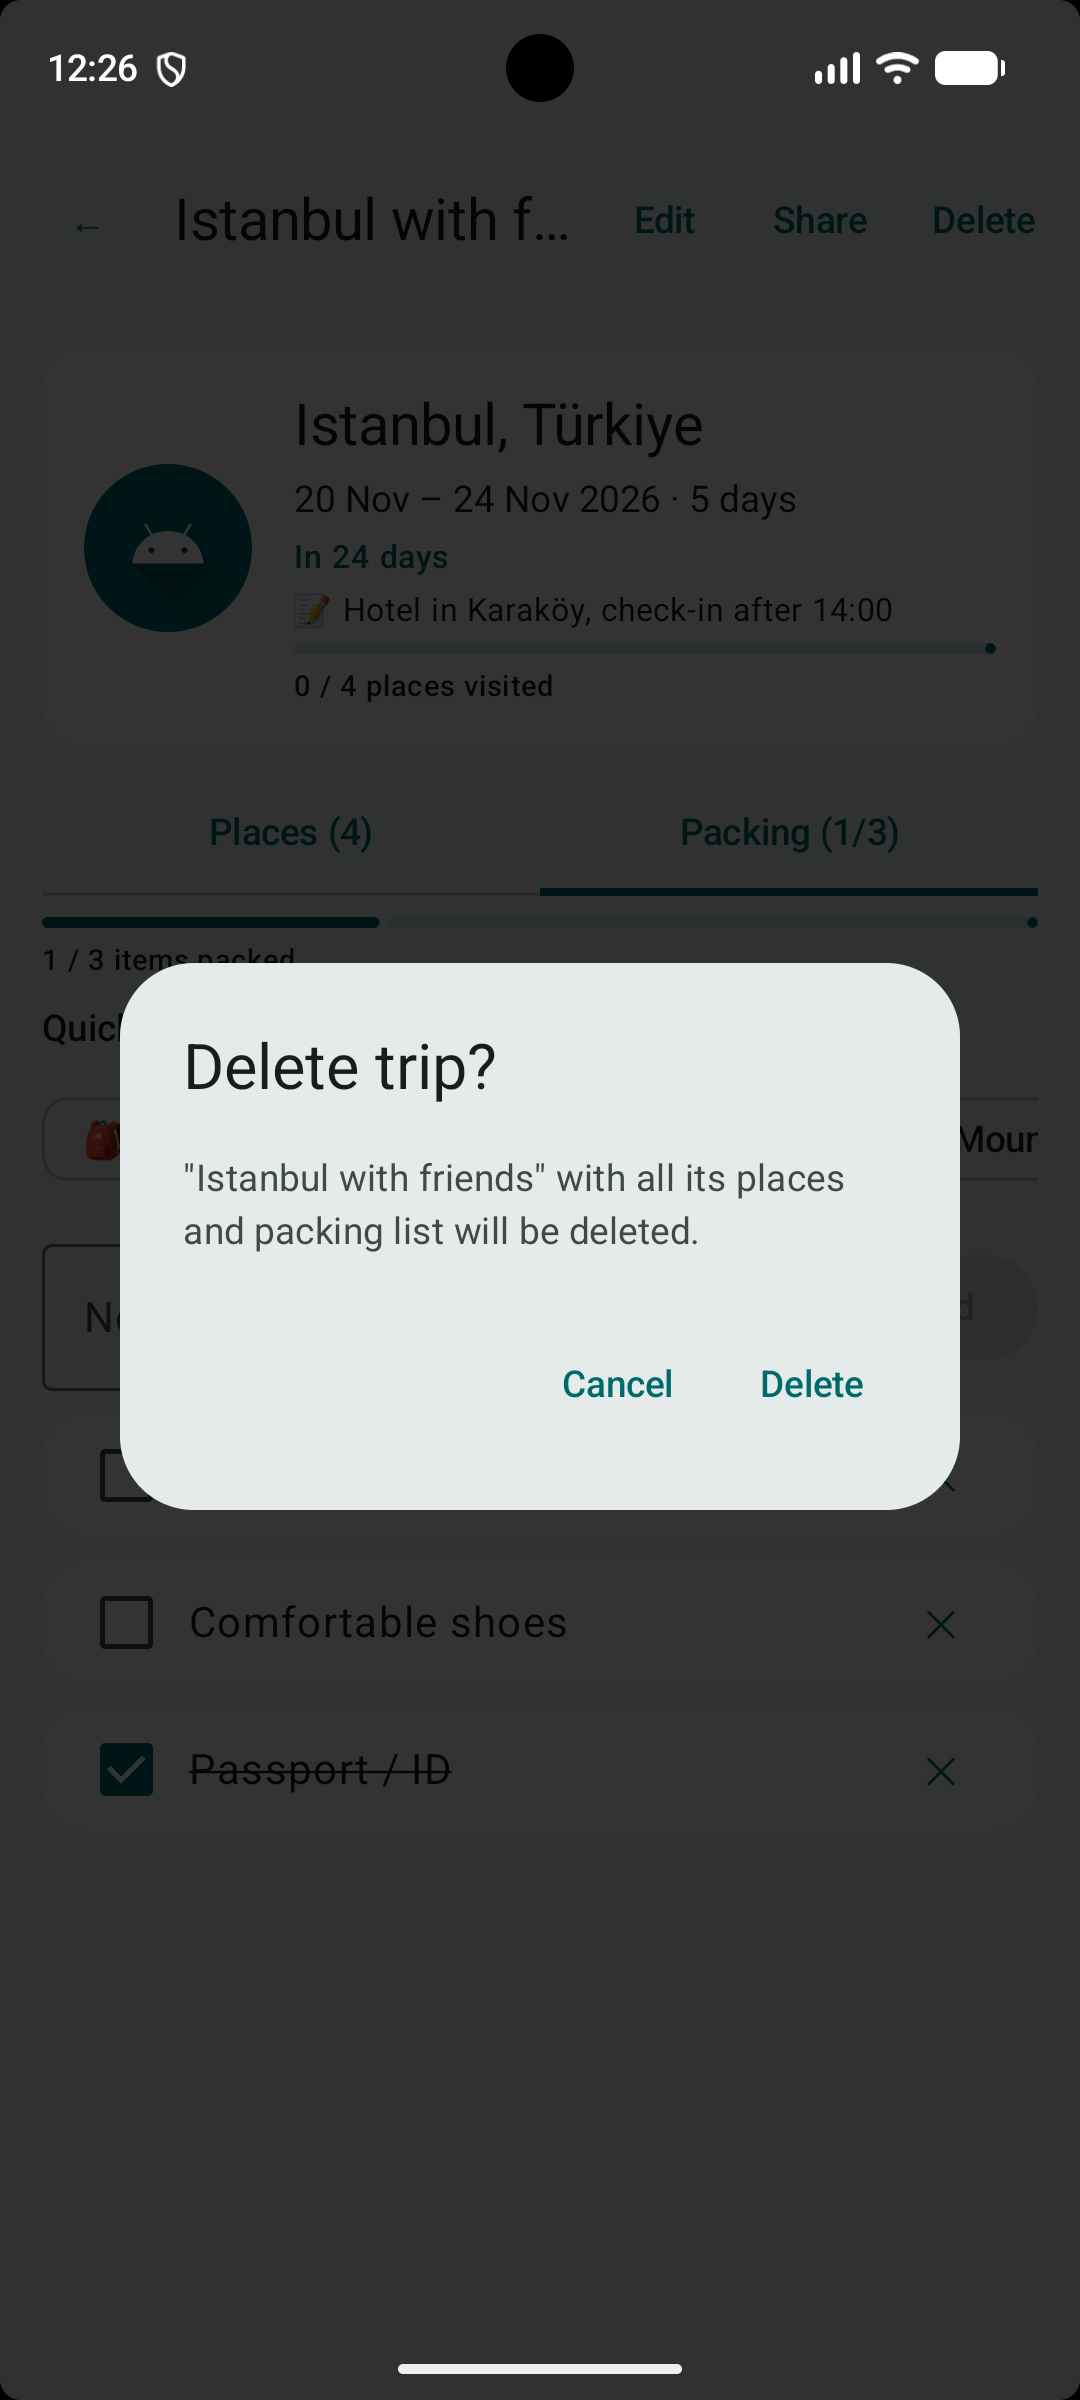 12:26
← Istanbul with f... Edit Share Delete
Istanbul, Türkiye
20 Nov – 24 Nov 2026 · 5 days
In 24 days
📝 Hotel in Karaköy, check-in after 14:00
0 / 4 places visited
Places (4) Packing (1/3)
1 / 3 items packed
Delete trip?
"Istanbul with friends" with all its places
and packing list will be deleted.
Cancel Delete
Comfortable shoes
Passport / ID